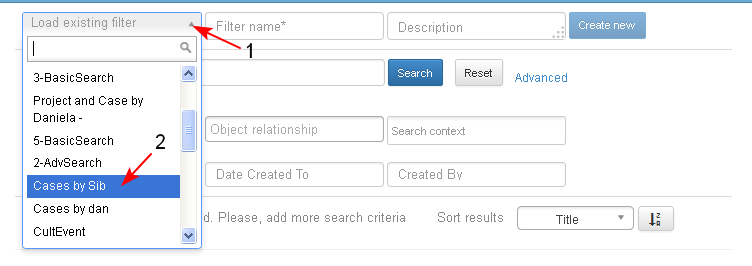 Load existing filter
Filter name*
Description
Create new
1
3-BasicSearch
Search
Reset
Advanced
Project and Case by
Daniela -
5-BasicSearch
Object relationship
Search context
2
2-AdvSearch
Cases by Sib
Date Created To
Created By
Cases by dan
CultEvent
d. Please, add more search criteria
Sort results
Title